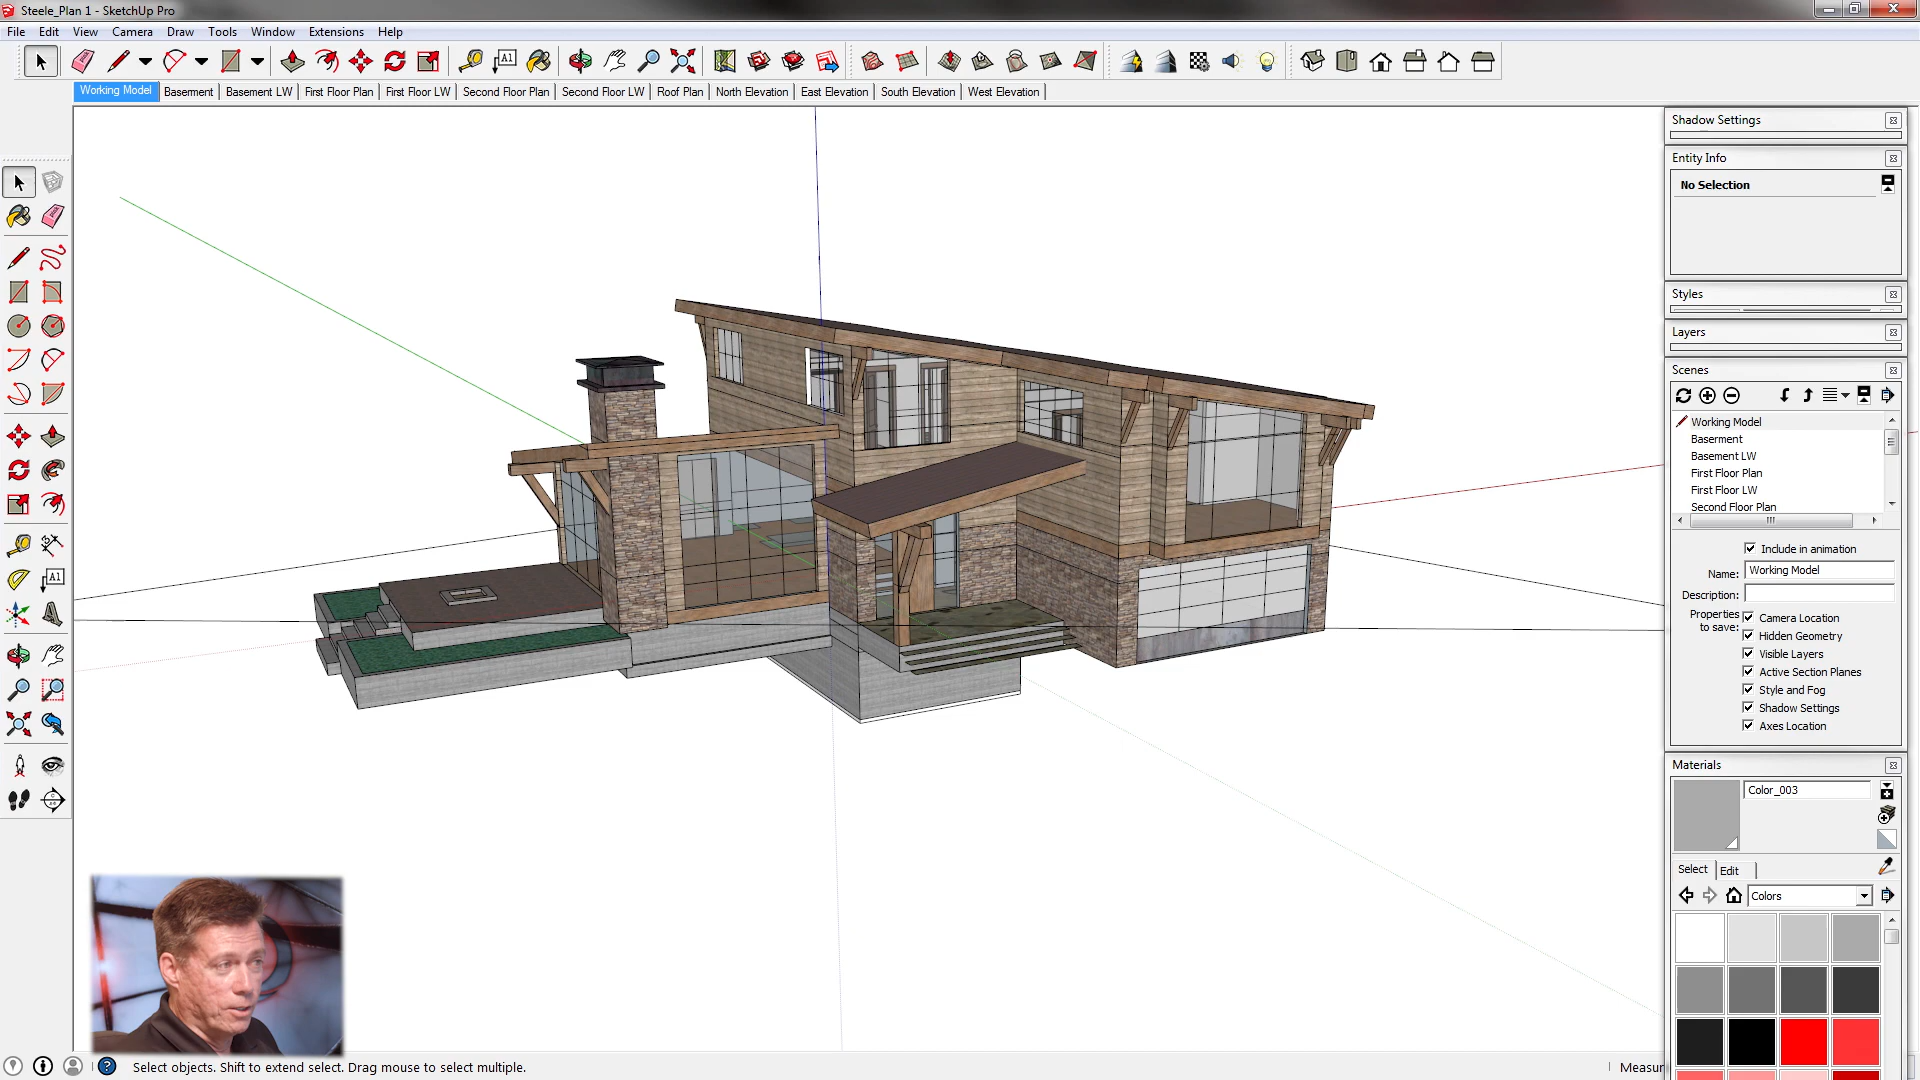 Steele_Plan 1 - SketchUp Pro
File Edit View Camera Draw Tools Window Extensions Help
A1
Working Model Baserment Basement LW First Floor Plan First Floor LW Second Floor Plan Second Floor LW Roof Plan North Elevation East Elevation South Elevation West Elevation
Shadow Settings
Entity Info
No Selection
Styles
Layers
Scenes
Working Model
Baserment
Basement LW
First Floor Plan
First Floor LW
Second Floor Plan
Include in animation
Name: Working Model
Description:
Properties to save:
Camera Location
Hidden Geometry
Visible Layers
Active Section Planes
Style and Fog
Shadow Settings
Axes Location
Materials
Color_003
Select Edit
Colors
A1
Select objects. Shift to extend select. Drag mouse to select multiple.
Measur